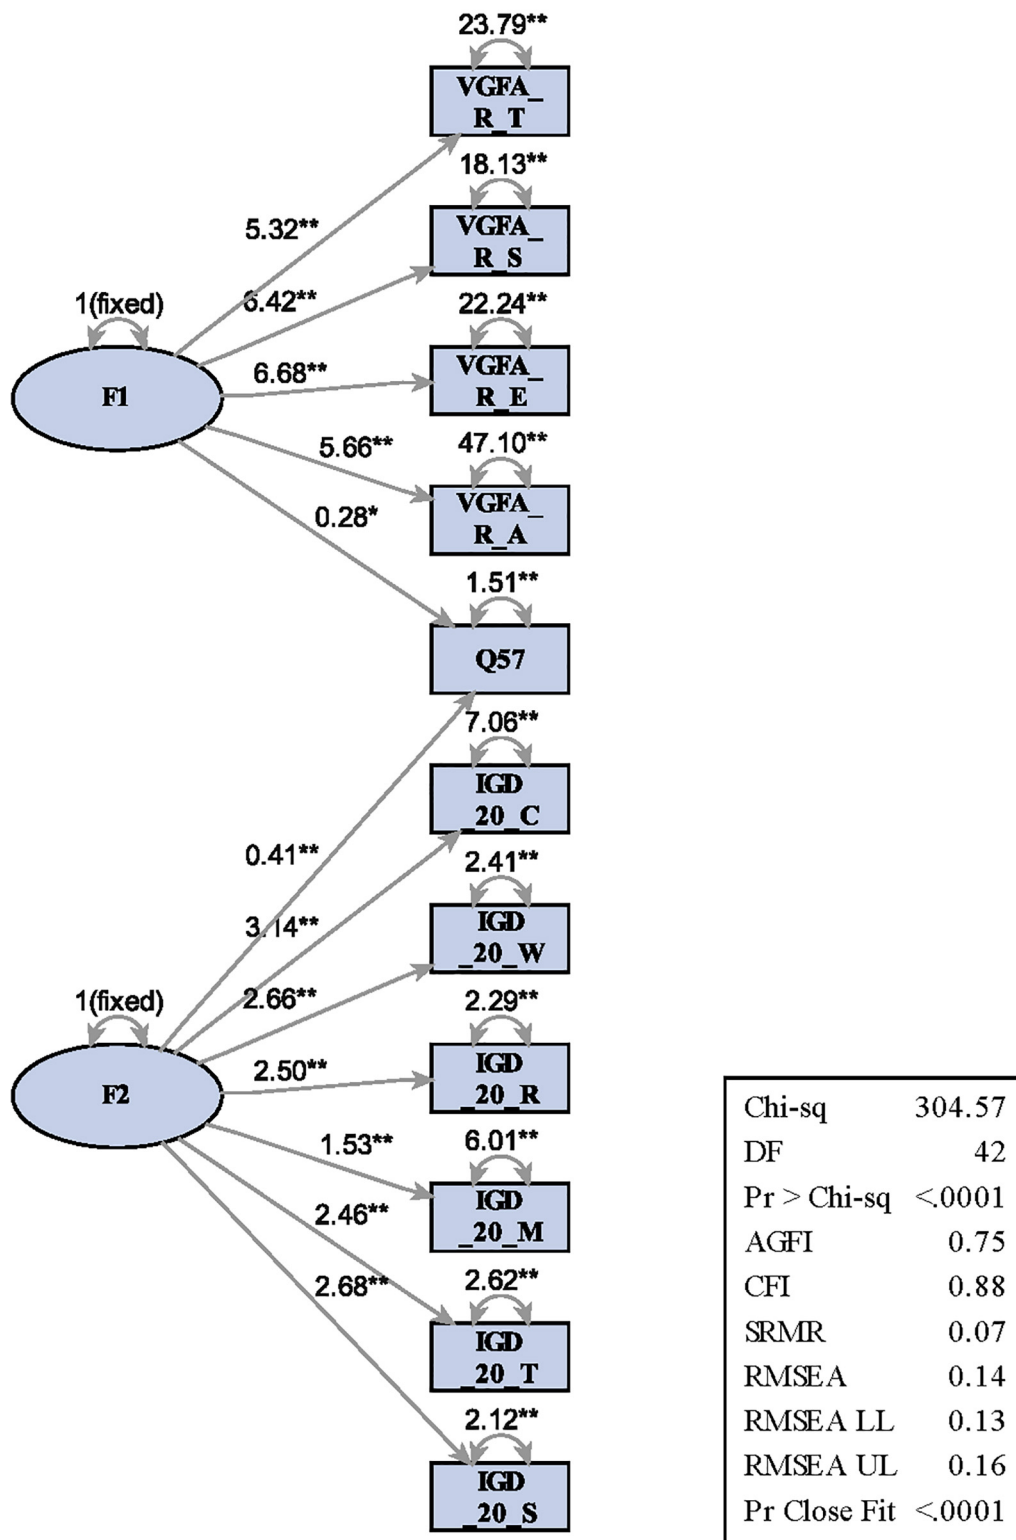 23.79**
VGFA_
R_T
18.13**
VGFA_
R_S
5.32**
6.42**
1(fixed)
22.24**
VGFA_
R_E
6.68**
F1
5.66**
47.10**
VGFA_
R_A
0.28*
1.51**
Q57
7.06**
IGD
_20_C
0.41**
2.41**
IGD
_20_W
3.14**
2.66**
1(fixed)
2.29**
IGD
_20_R
2.50**
F2
1.53**
6.01**
IGD
_20_M
2.46**
2.68**
2.62**
IGD
_20_T
2.12**
IGD
_20_S
Chi-sq 304.57
DF 42
Pr > Chi-sq <.0001
AGFI 0.75
CFI 0.88
SRMR 0.07
RMSEA 0.14
RMSEA LL 0.13
RMSEA UL 0.16
Pr Close Fit <.0001